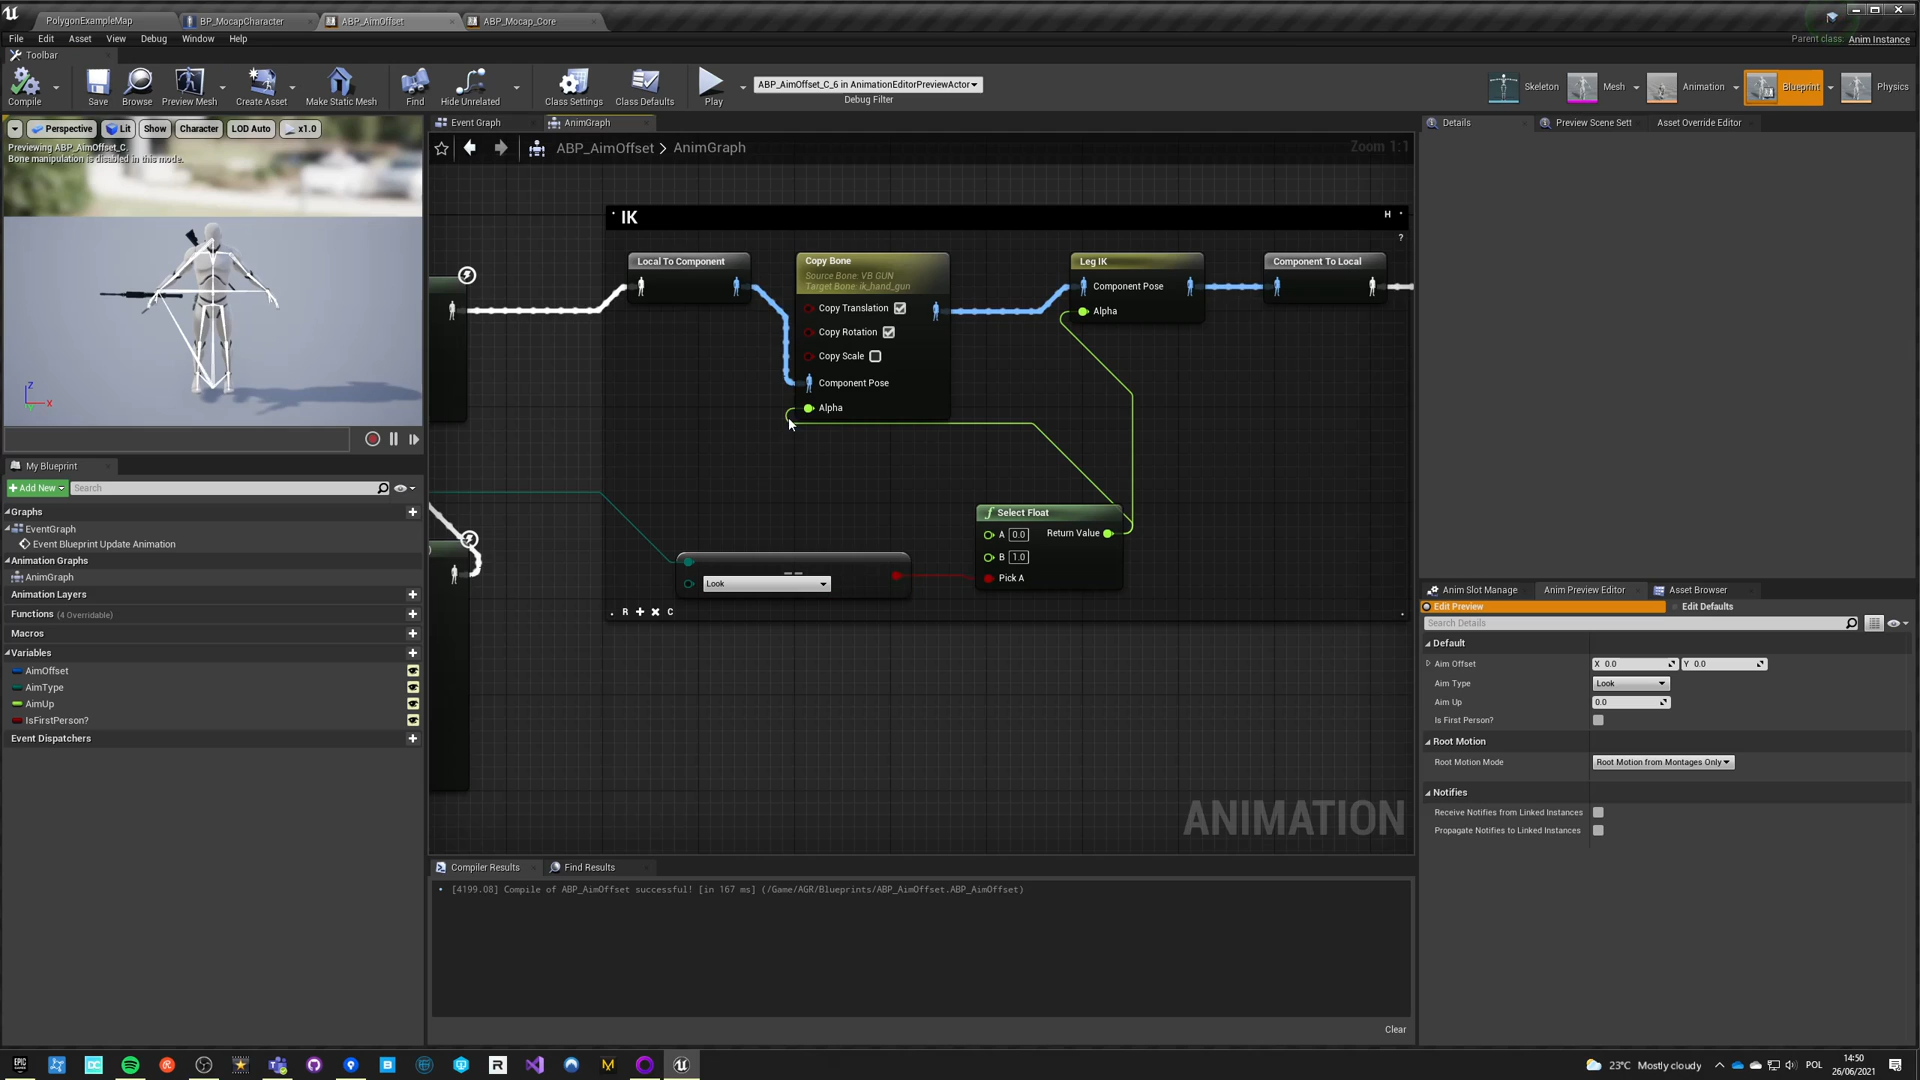 PolygonExampleMap
BP_MocapCharacter
ABP_AimOffset
ABP_Mocap_Core
File Edit Asset View Debug Window Help
Parent class: Anim Instance
Toolbar
Compile
Save
Browse
Preview Mesh
Create Asset
Make Static Mesh
Find
Hide Unrelated
Class Settings
Class Defaults
Play
ABP_AimOffset_C_6 in AnimationEditorPreviewActor
Debug Filter
Skeleton
Mesh
Animation
Blueprint
Physics
Perspective Lit Show Character LOD Auto x1.0
Previewing ABP_AimOffset_C.
Bone manipulation is disabled in this mode.
Z
X
Event Graph
AnimGraph
ABP_AimOffset > AnimGraph
Zoom 1:1
IK
H
?
Local To Component
Copy Bone
Source Bone: VB GUN
Target Bone: ik_hand_gun
Copy Translation
Copy Rotation
Copy Scale
Component Pose
Alpha
Leg IK
Component Pose
Alpha
Component To Local
Select Float
A 0.0 Return Value
B 1.0
Pick A
==
Look
R C
ANIMATION
My Blueprint
Add New Search
Graphs
EventGraph
Event Blueprint Update Animation
Animation Graphs
AnimGraph
Animation Layers
Functions (4 Overridable)
Macros
Variables
AimOffset
AimType
AimUp
IsFirstPerson?
Event Dispatchers
Compiler Results
Find Results
[4199.08] Compile of ABP_AimOffset successful! [in 167 ms] (/Game/AGR/Blueprints/ABP_AimOffset.ABP_AimOffset)
Clear
Details
Preview Scene Sett
Asset Override Editor
Anim Slot Manage
Anim Preview Editor
Asset Browser
Edit Preview
Edit Defaults
Search Details
Default
Aim Offset X 0.0 Y 0.0
Aim Type Look
Aim Up 0.0
Is First Person?
Root Motion
Root Motion Mode Root Motion from Montages Only
Notifies
Receive Notifies from Linked Instances
Propagate Notifies to Linked Instances
EPIC
DC
B
R
M
23°C Mostly cloudy
POL
14:50
26/06/2021